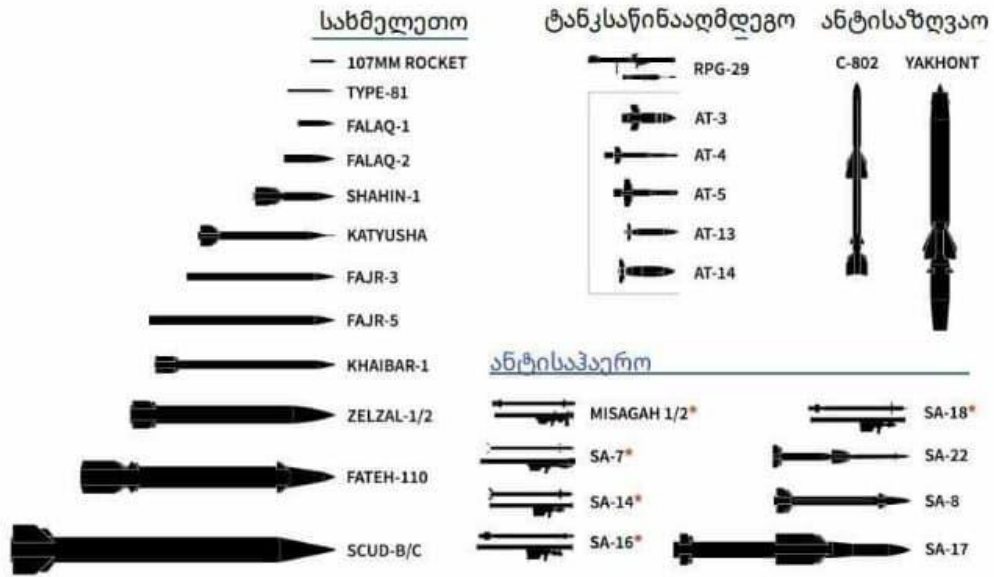 სახმელეთო
107MM ROCKET
TYPE-81
FALAQ-1
FALAQ-2
SHAHIN-1
KATYUSHA
FAJR-3
FAJR-5
KHAIBAR-1
ZELZAL-1/2
FATEH-110
SCUD-B/C
ტანკსაწინააღმდეგო
RPG-29
AT-3
AT-4
AT-5
AT-13
AT-14
ანტისაზღვაო
C-802 YAKHONT
ანტისაჰაერო
MISAGAH 1/2*
SA-7*
SA-14*
SA-16*
SA-18*
SA-22
SA-8
SA-17